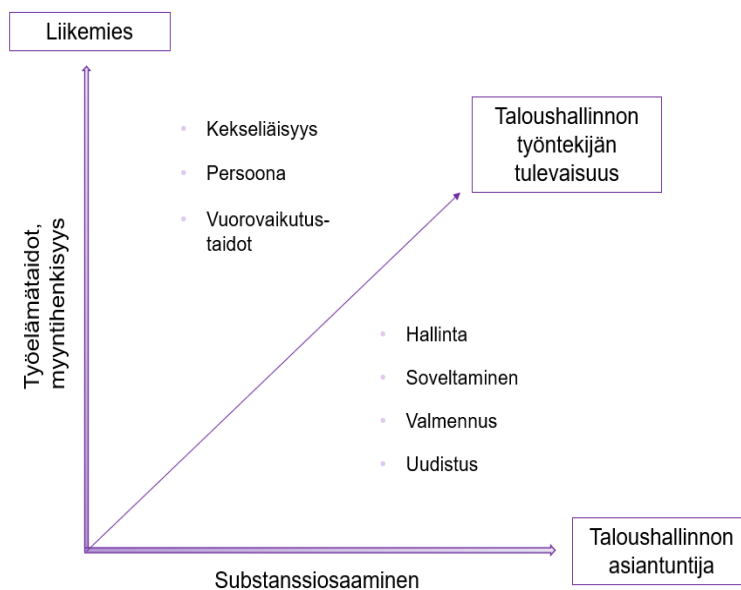 Liikemies
Työelämätaidot,
myyntihenkisyys
Kekseliäisyys
Persoona
Vuorovaikutus-
taidot
Taloushallinnon
työntekijän
tulevaisuus
Hallinta
Soveltaminen
Valmennus
Uudistus
Substanssiosaaminen
Taloushallinnon
asiantuntija